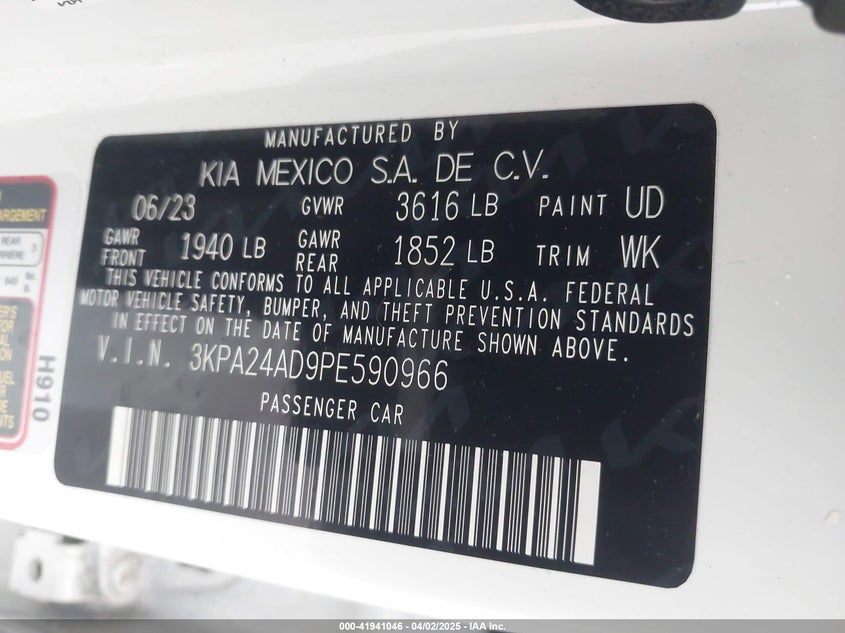 MANUFACTURED BY
KIA MEXICO S.A. DE C.V.
06/23 GVWR 3616 LB PAINT UD
GAWR FRONT 1940 LB GAWR REAR 1852 LB TRIM WK
THIS VEHICLE CONFORMS TO ALL APPLICABLE U.S.A. FEDERAL
MOTOR VEHICLE SAFETY, BUMPER, AND THEFT PREVENTION STANDARDS
IN EFFECT ON THE DATE OF MANUFACTURE SHOWN ABOVE.
V.I.N. 3KPA24AD9PE590966
PASSENGER CAR
H910
REAR
000-41941046 - 04/02/2025 - IAA Inc.